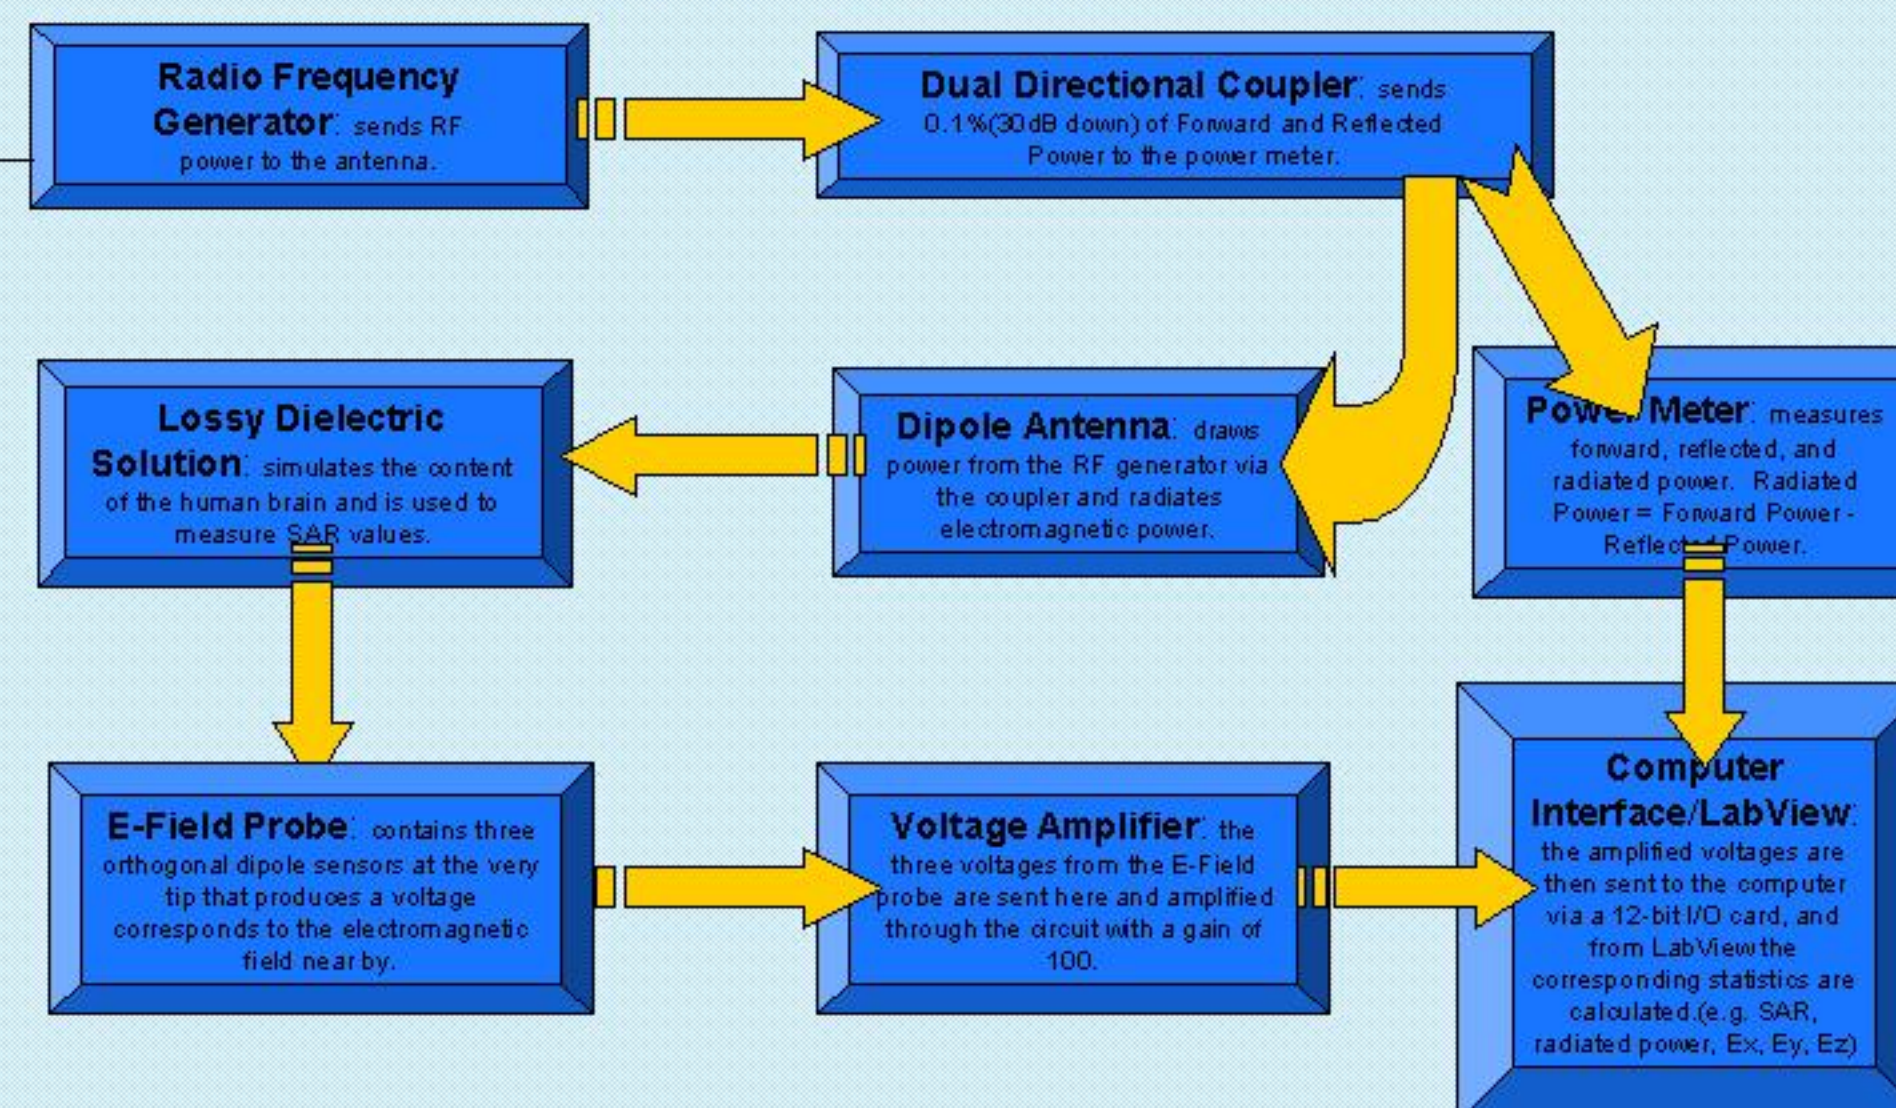 Radio Frequency
Generator: sends RF
power to the antenna.
Dual Directional Coupler: sends
0.1%(30dB down) of Forward and Reflected
Power to the power meter.
Lossy Dielectric
Solution: simulates the content
of the human brain and is used to
measure SAR values.
Dipole Antenna: draws
power from the RF generator via
the coupler and radiates
electromagnetic power.
Power Meter: measures
forward, reflected, and
radiated power. Radiated
Power = Forward Power -
Reflected Power.
E-Field Probe: contains three
orthogonal dipole sensors at the very
tip that produces a voltage
corresponds to the electromagnetic
field near by.
Voltage Amplifier: the
three voltages from the E-Field
probe are sent here and amplified
through the circuit with a gain of
100.
Computer
Interface/LabView:
the amplified voltages are
then sent to the computer
via a 12-bit I/O card, and
from LabView the
corresponding statistics are
calculated.(e.g. SAR,
radiated power, Ex, Ey, Ez)